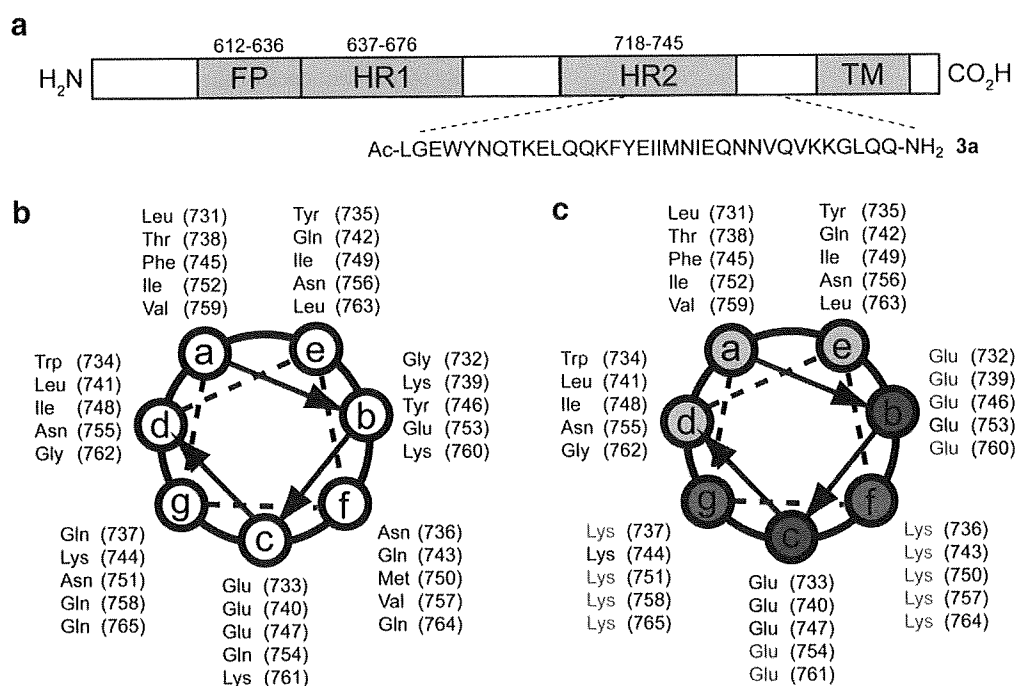 a
612-636 637-676 718-745
H2N FP HR1 HR2 TM CO2H
Ac-LGEWYNQTKELQQKFYEIIMNIEQNNVQVKKGLQQ-NH2 3a
b
Leu (731)
Thr (738)
Phe (745)
Ile (752)
Val (759)
Tyr (735)
Gln (742)
Ile (749)
Asn (756)
Leu (763)
Trp (734)
Leu (741)
Ile (748)
Asn (755)
Gly (762)
a
e
Gly (732)
Lys (739)
Tyr (746)
Glu (753)
Lys (760)
d
b
g
f
c
Gln (737)
Lys (744)
Asn (751)
Gln (758)
Gln (765)
Glu (733)
Glu (740)
Glu (747)
Gln (754)
Lys (761)
Asn (736)
Gln (743)
Met (750)
Val (757)
Gln (764)
c
Leu (731)
Thr (738)
Phe (745)
Ile (752)
Val (759)
Tyr (735)
Gln (742)
Ile (749)
Asn (756)
Leu (763)
Trp (734)
Leu (741)
Ile (748)
Asn (755)
Gly (762)
a
e
Glu (732)
Glu (739)
Glu (746)
Glu (753)
Glu (760)
d
b
g
f
c
Lys (737)
Lys (744)
Lys (751)
Lys (758)
Lys (765)
Glu (733)
Glu (740)
Glu (747)
Glu (754)
Glu (761)
Lys (736)
Lys (743)
Lys (750)
Lys (757)
Lys (764)